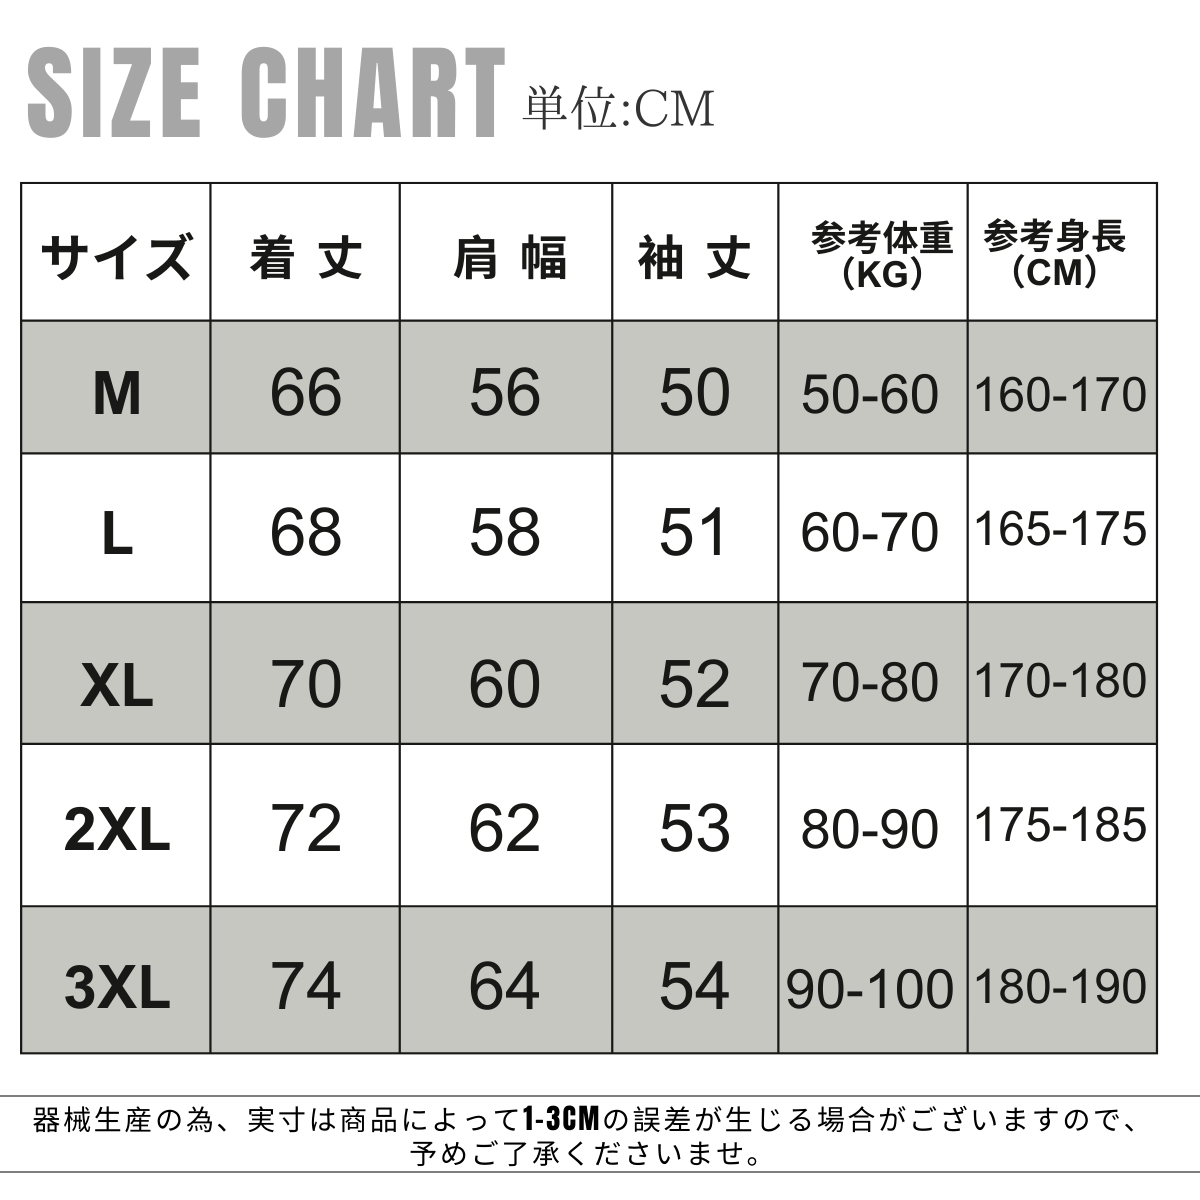 SIZE CHART 単位:CM
サイズ 着丈 肩幅 袖丈 参考体重(KG) 参考身長(CM)
M 66 56 50 50-60 160-170
L 68 58 51 60-70 165-175
XL 70 60 52 70-80 170-180
2XL 72 62 53 80-90 175-185
3XL 74 64 54 90-100 180-190
器械生産の為、実寸は商品によって1-3CMの誤差が生じる場合がございますので、
予めご了承くださいませ。